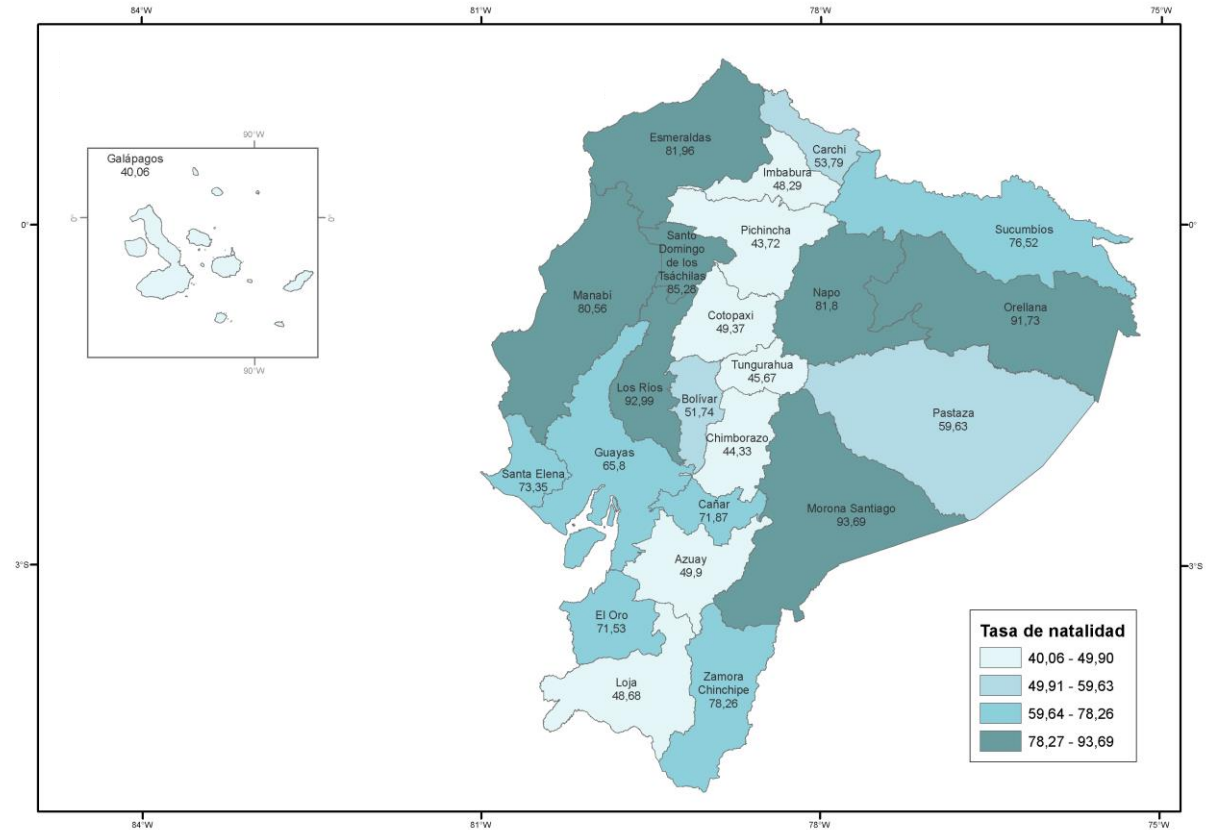 84°W
81°W
78°W
75°W
90°W
Galápagos
40,06
0°
0°
90°W
Esmeraldas
81,96
Carchi
53,79
Imbabura
48,29
0°
0°
Pichincha
43,72
Sucumbíos
76,52
Santo
Domingo
de los
Tsáchilas
85,28
Manabí
80,56
Napo
81,8
Orellana
91,73
Cotopaxi
49,37
Tungurahua
45,67
Los Ríos
92,99
Bolívar
51,74
Pastaza
59,63
Chimborazo
44,33
Guayas
65,8
Santa Elena
73,35
Cañar
71,87
Morona Santiago
93,69
Azuay
49,9
3°S
3°S
El Oro
71,53
Loja
48,68
Zamora
Chinchipe
78,26
Tasa de natalidad
40,06 - 49,90
49,91 - 59,63
59,64 - 78,26
78,27 - 93,69
84°W
81°W
78°W
75°W